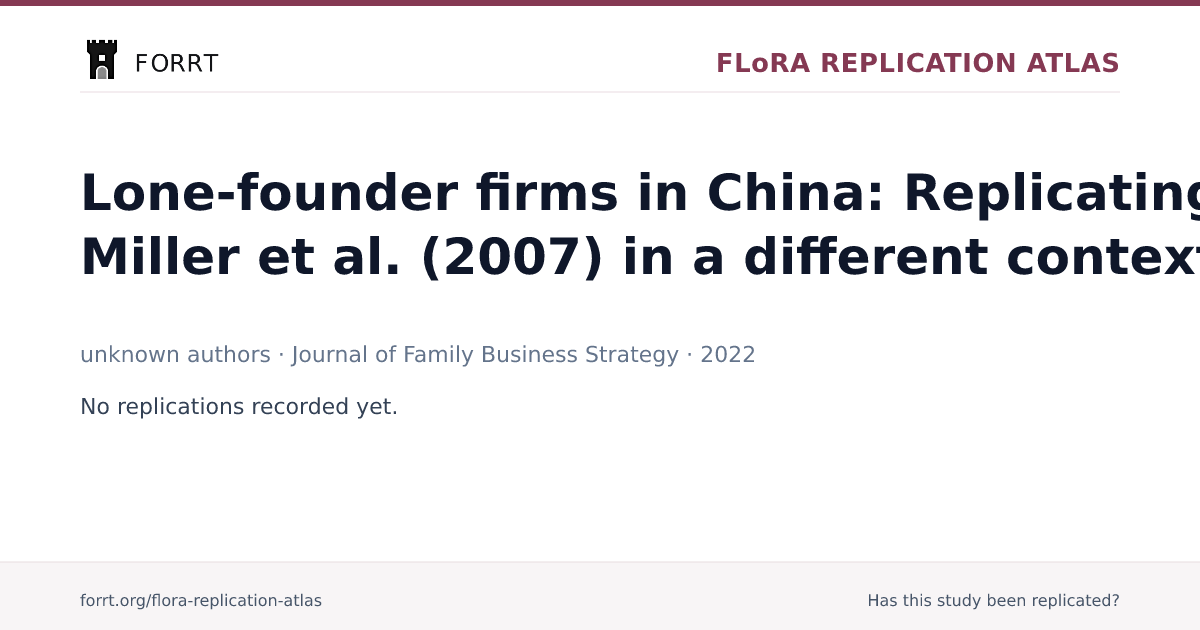 FORRT
FLoRA REPLICATION ATLAS
Lone-founder firms in China: Replicating
Miller et al. (2007) in a different context
unknown authors · Journal of Family Business Strategy · 2022
No replications recorded yet.
forrt.org/flora-replication-atlas
Has this study been replicated?